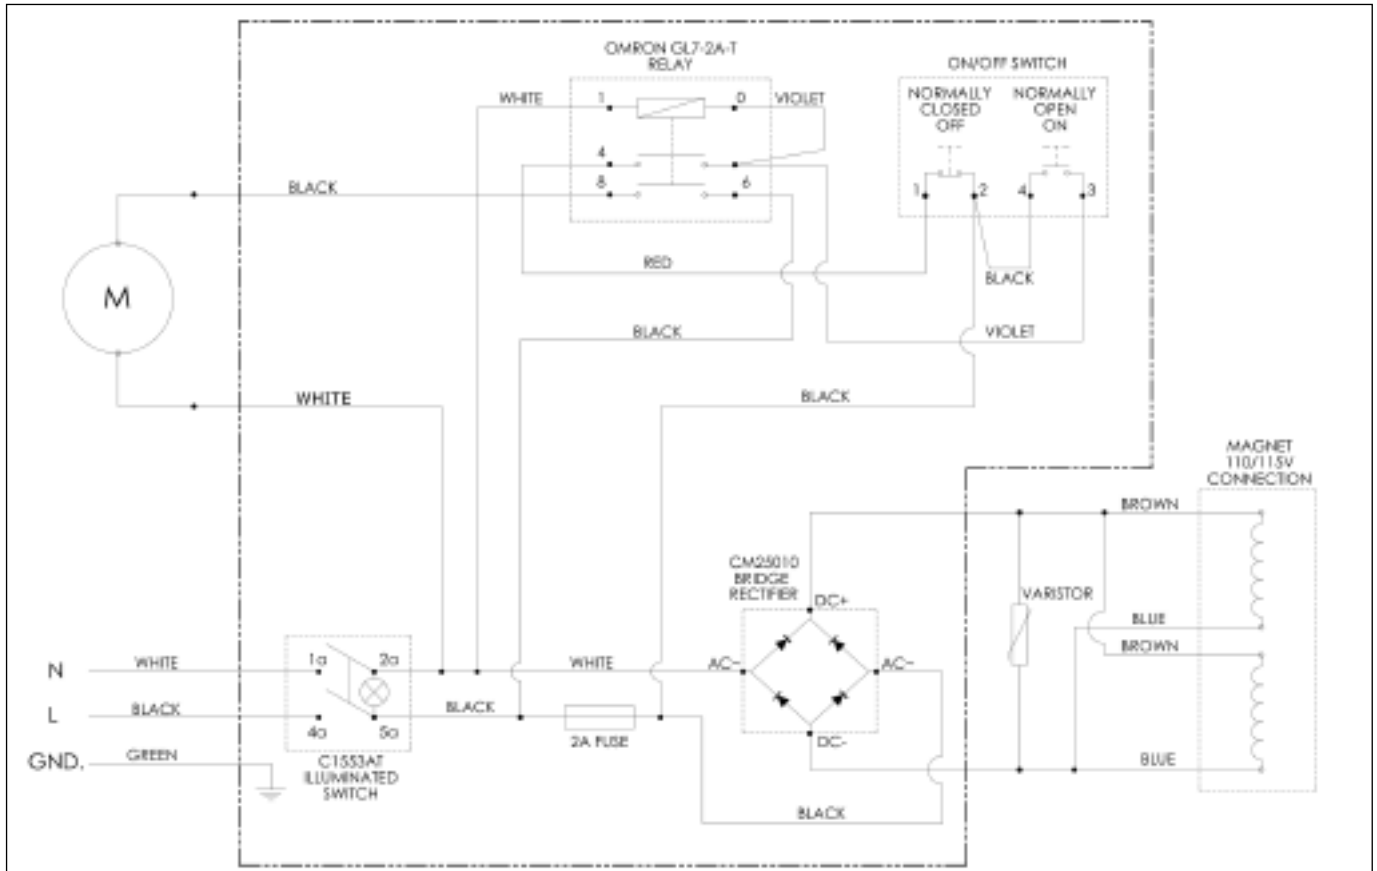 OMRON GL7-2A-T
RELAY
ON/OFF SWITCH
WHITE
1
0
VIOLET
NORMALLY
CLOSED
OFF
NORMALLY
OPEN
ON
4
8
6
1
2
4
3
BLACK
RED
BLACK
M
BLACK
VIOLET
WHITE
BLACK
MAGNET
110/115V
CONNECTION
BROWN
CM25010
BRIDGE
RECTIFIER
DC+
VARISTOR
BLUE
BROWN
N
WHITE
1a
2a
WHITE
AC~
AC~
L
BLACK
4a
5a
BLACK
2A FUSE
DC-
GND.
GREEN
BLUE
C1553AT
ILLUMINATED
SWITCH
BLACK